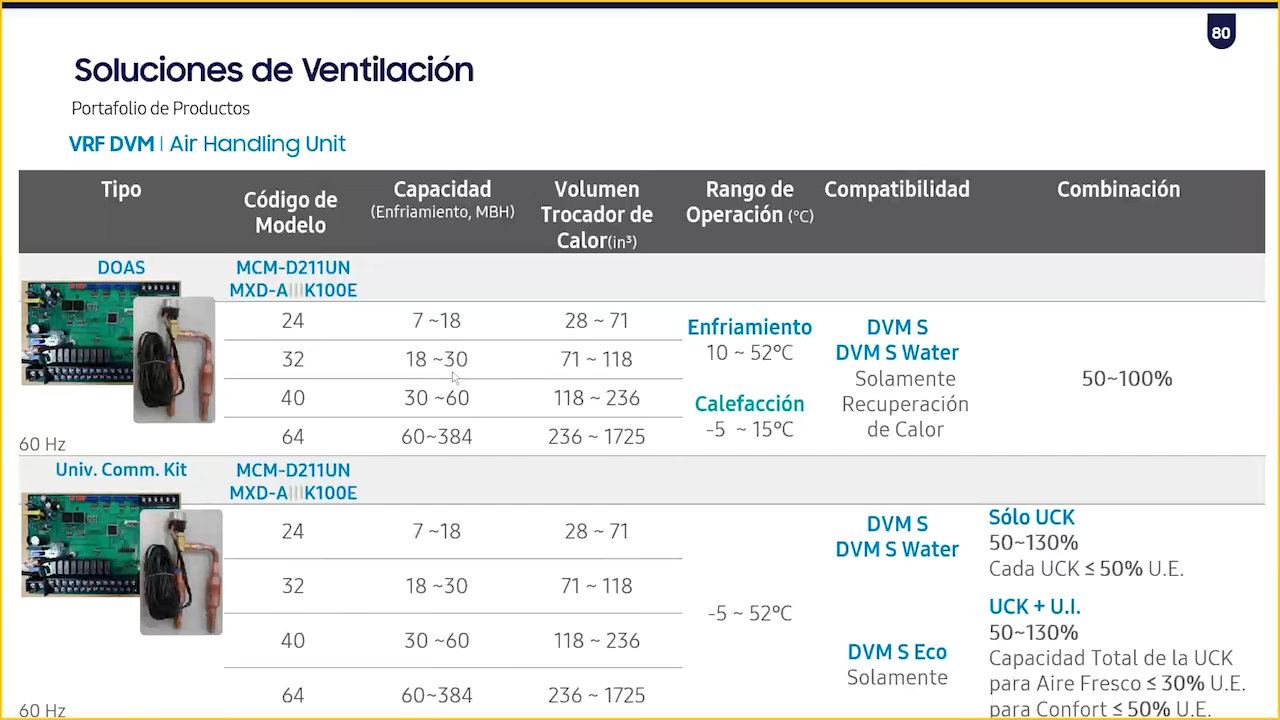 80
Soluciones de Ventilación
Portafolio de Productos
VRF DVM | Air Handling Unit
Tipo
Código de
Modelo
Capacidad
(Enfriamiento, MBH)
Volumen
Trocador de
Calor(in³)
Rango de
Operación (°C)
Compatibilidad
Combinación
DOAS
MCM-D211UN
MXD-A|||K100E
24 7 ~18 28 ~ 71
32 18 ~30 71 ~ 118
40 30 ~60 118 ~ 236
64 60~384 236 ~ 1725
Enfriamiento
10 ~ 52°C
Calefacción
-5 ~ 15°C
DVM S
DVM S Water
Solamente
Recuperación
de Calor
50~100%
60 Hz
Univ. Comm. Kit
MCM-D211UN
MXD-A|||K100E
24 7 ~18 28 ~ 71
32 18 ~30 71 ~ 118
40 30 ~60 118 ~ 236
64 60~384 236 ~ 1725
-5 ~ 52°C
DVM S
DVM S Water
DVM S Eco
Solamente
Sólo UCK
50~130%
Cada UCK ≤ 50% U.E.
UCK + U.I.
50~130%
Capacidad Total de la UCK
para Aire Fresco ≤ 30% U.E.
para Confort ≤ 50% U.E.
60 Hz